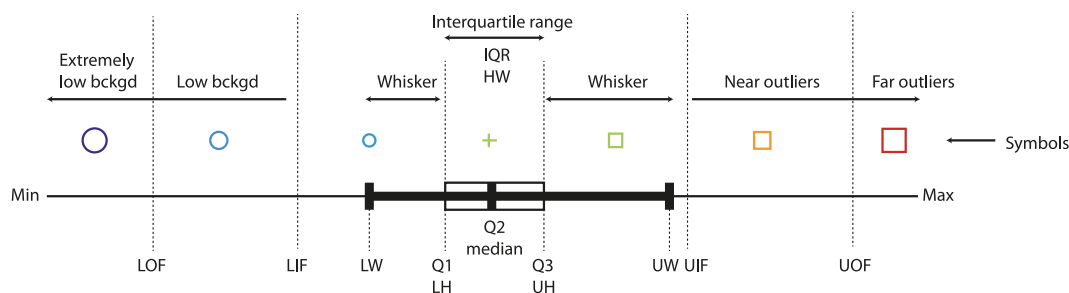 Interquartile range
Extremely
low bckgd
Low bckgd
Whisker
IQR
HW
Whisker
Near outliers
Far outliers
Symbols
Min
Max
Q2
median
LOF
LIF
LW
Q1
LH
Q3
UH
UW
UIF
UOF